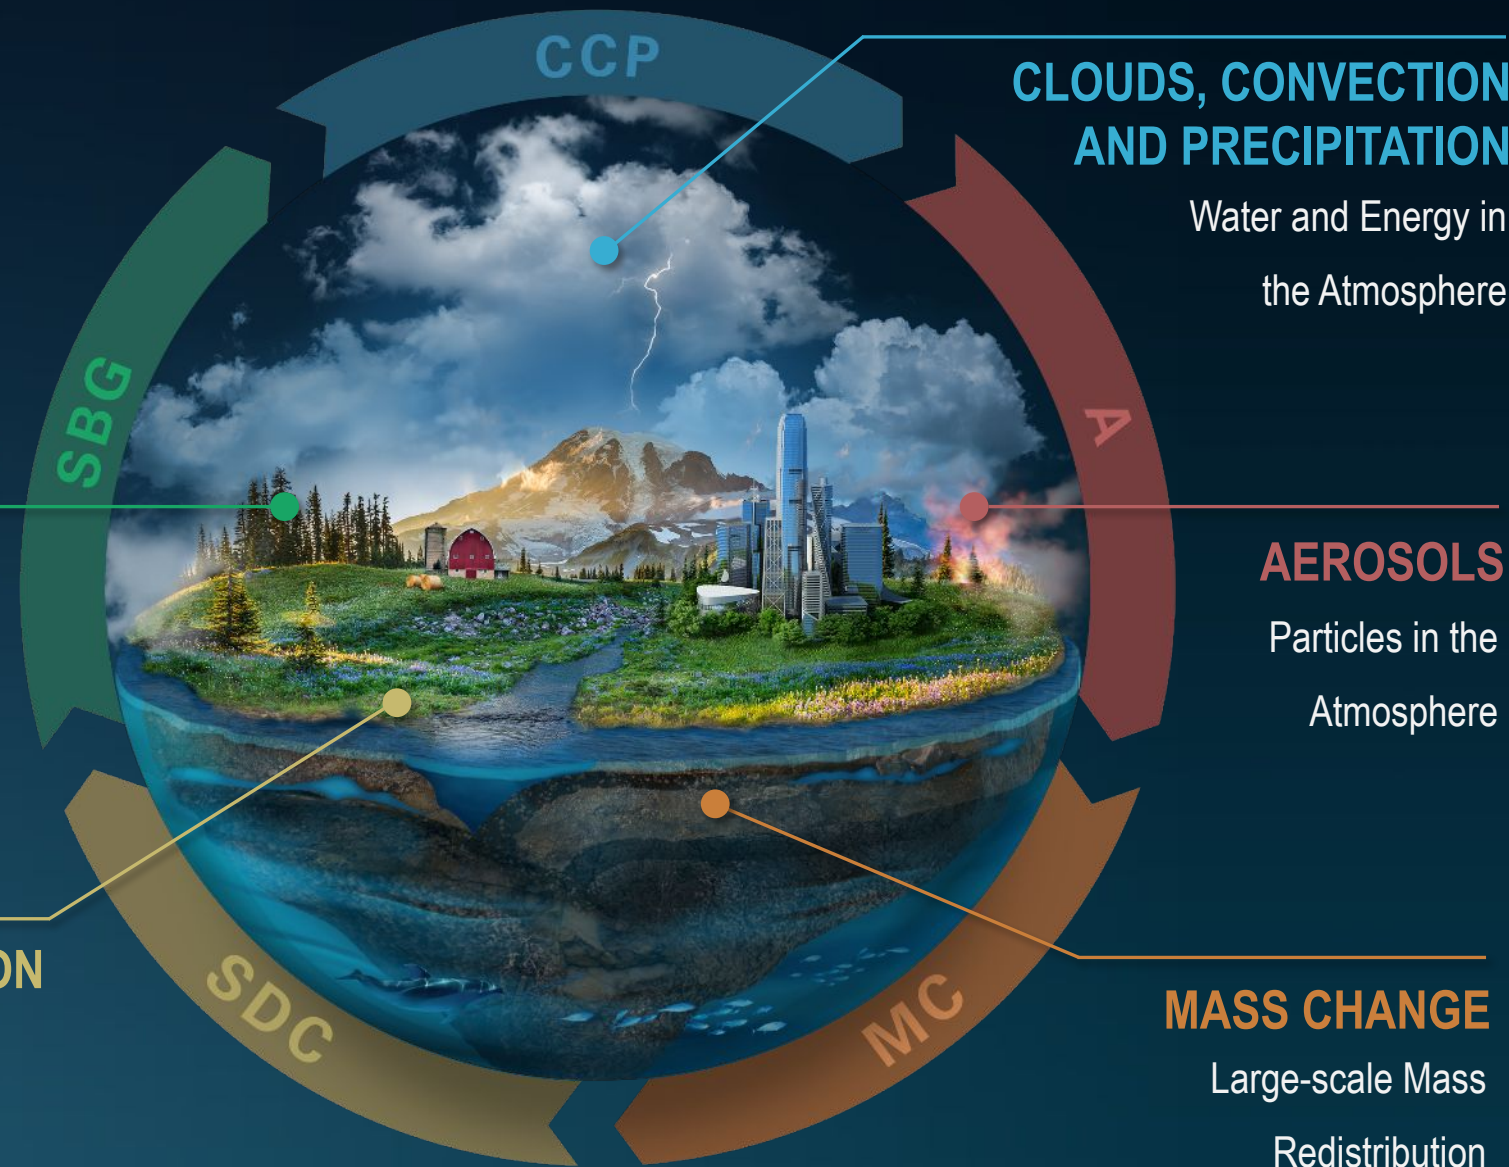 CCP
CLOUDS, CONVECTION
AND PRECIPITATION
Water and Energy in
the Atmosphere
SBG
A
AEROSOLS
Particles in the
Atmosphere
ON
SDC
MC
MASS CHANGE
Large-scale Mass
Redistribution